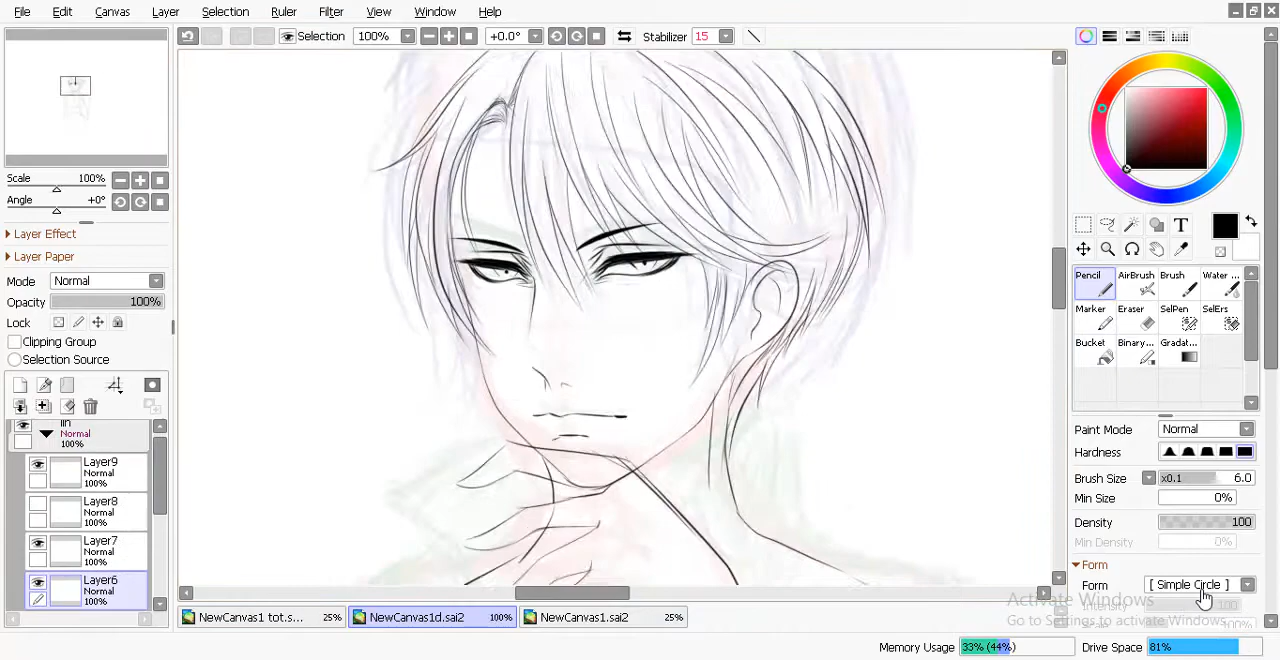 File Edit Canvas Layer Selection Ruler Filter View Window Help
Selection 100% +0.0° Stabilizer 15
Scale 100%
Angle +0°
Layer Effect
Layer Paper
Mode Normal
Opacity 100%
Lock
Clipping Group
Selection Source
Normal
100%
Layer9
Normal
100%
Layer8
Normal
100%
Layer7
Normal
100%
Layer6
Normal
100%
T
Pencil AirBrush Brush Water ...
Marker Eraser SelPen SelErs
Bucket Binary... Gradat...
Paint Mode Normal
Hardness
Brush Size x0.1 6.0
Min Size 0%
Density 100
Min Density 0%
Form
Form [ Simple Circle ]
Intensity 100
100%
Activate Windows
Go to Settings to activate Windows.
NewCanvas1 tot.s... 25% NewCanvas1d.sai2 100% NewCanvas1.sai2 25%
Memory Usage 33% (44%) Drive Space 81%